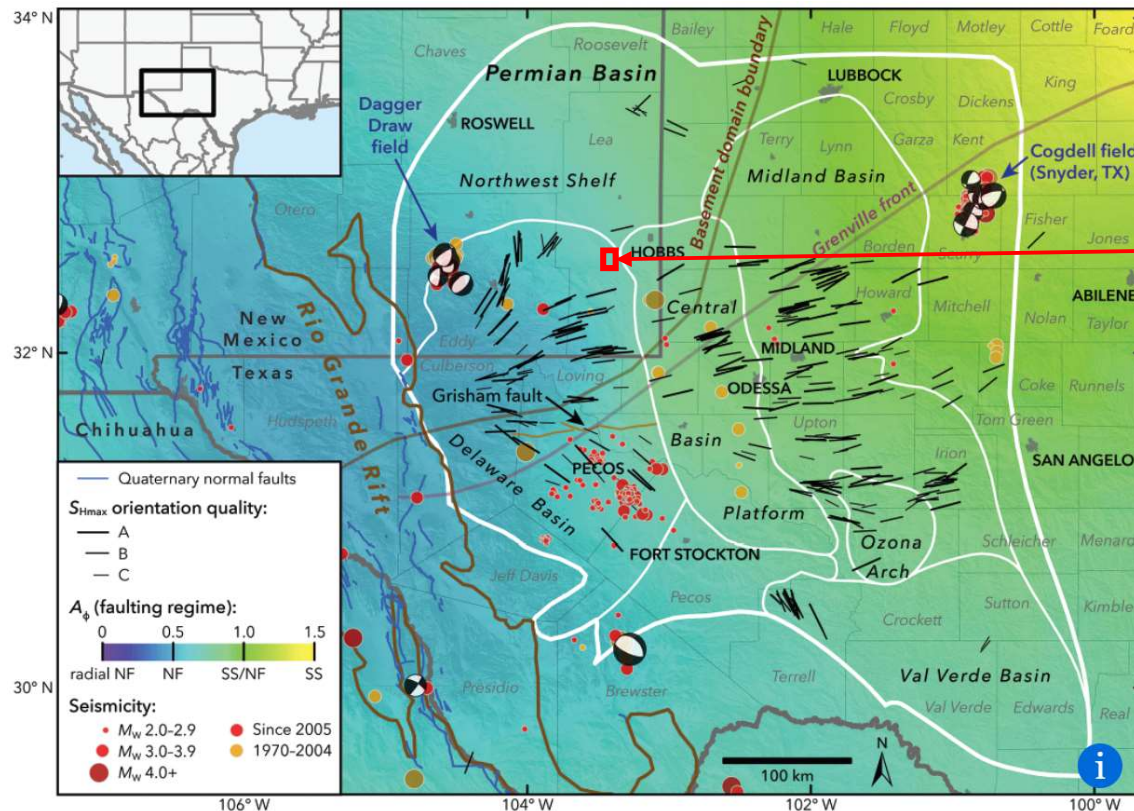 34° N
32° N
30° N
106° W
104° W
102° W
100° W
Chaves
Roosevelt
Bailey
Hale
Floyd
Motley
Cottle
Foard
Permian Basin
Basement domain boundary
LUBBOCK
King
Crosby
Dickens
Dagger
Draw
field
ROSWELL
Lea
Terry
Lynn
Garza
Kent
Cogdell field
(Snyder, TX)
Northwest Shelf
Midland Basin
Otero
Grenville front
Fisher
HOBBS
Borden
Scurry
Jones
Rio Grande Rift
Central
Howard
Mitchell
ABILENE
Nolan
Taylor
New
Mexico
Texas
Eddy
Culberson
Loving
MIDLAND
Hudspeth
Grisham fault
ODESSA
Coke
Runnels
Chihuahua
Upton
Tom Green
Delaware Basin
PECOS
Basin
Irion
SAN ANGELO
Platform
Ozona
Arch
FORT STOCKTON
Schleicher
Menard
Jeff Davis
Pecos
Crockett
Sutton
Kimble
Presidio
Brewster
Terrell
Val Verde Basin
Val Verde
Edwards
Real
Quaternary normal faults
SHmax orientation quality:
A
B
C
Aϕ (faulting regime):
0
0.5
1.0
1.5
radial NF
NF
SS/NF
SS
Seismicity:
Mw 2.0-2.9
Mw 3.0-3.9
Mw 4.0+
Since 2005
1970-2004
100 km
N
i